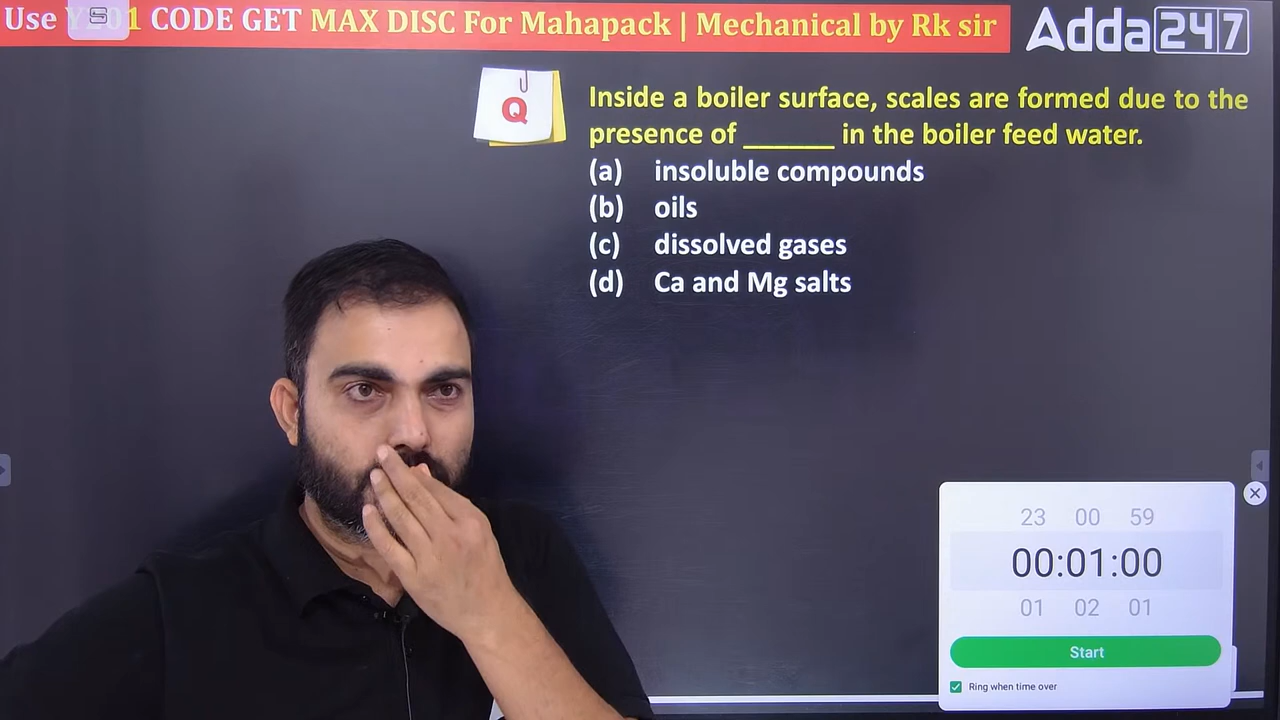 Use 1 CODE GET MAX DISC For Mahapack | Mechanical by Rk sir
Adda247
Q
Inside a boiler surface, scales are formed due to the
presence of ______ in the boiler feed water.
(a) insoluble compounds
(b) oils
(c) dissolved gases
(d) Ca and Mg salts
23 00 59
00:01:00
01 02 01
Start
Ring when time over